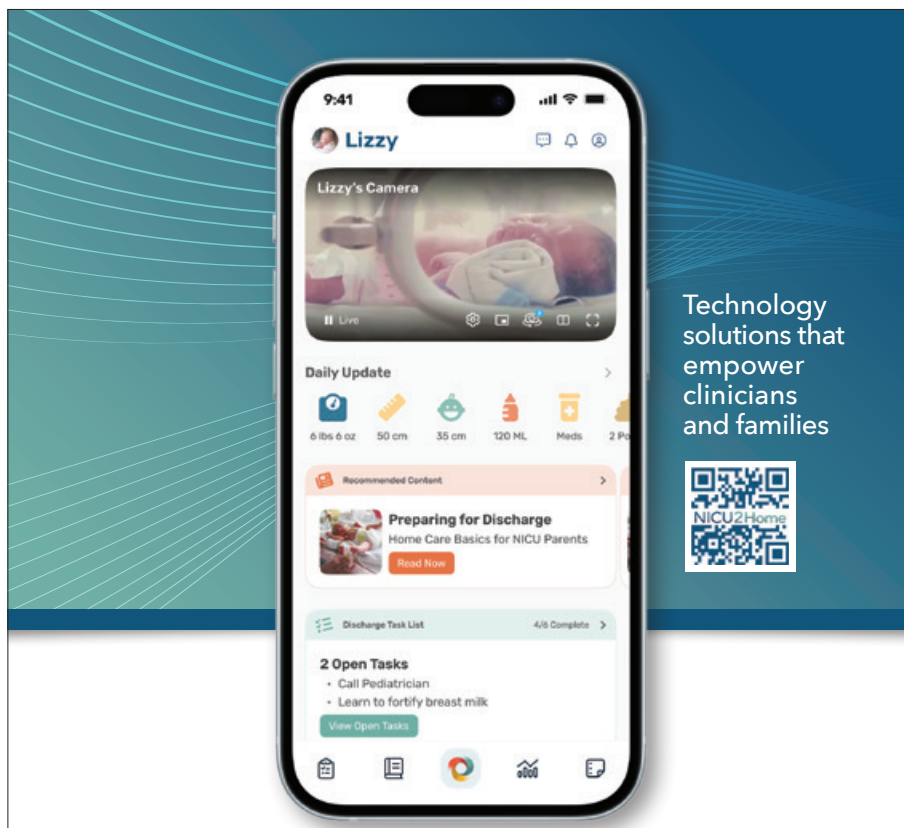 9:41
Lizzy
Lizzy's Camera
Live
Daily Update
6 lbs 6 oz
50 cm
35 cm
120 ML
Meds
2 Po
Recommended Content
Preparing for Discharge
Home Care Basics for NICU Parents
Read Now
Discharge Task List
4/6 Complete
2 Open Tasks
• Call Pediatrician
• Learn to fortify breast milk
View Open Tasks
Technology
solutions that
empower
clinicians
and families
NICU2Home